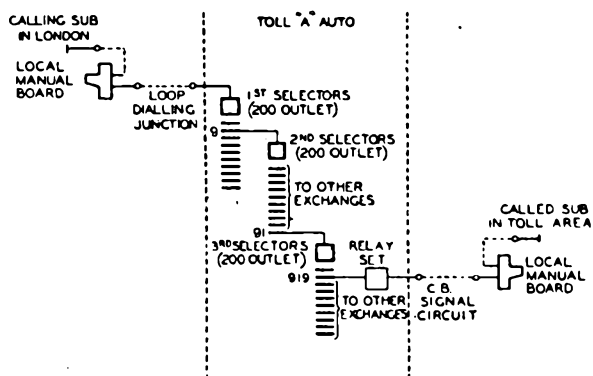 CALLING SUB
IN LONDON
LOCAL
MANUAL
BOARD
LOOP
DIALLING
JUNCTION
TOLL "A" AUTO
1ST SELECTORS
(200 OUTLET)
9
2ND SELECTORS
(200 OUTLET)
TO OTHER
EXCHANGES
91
3RD SELECTORS
(200 OUTLET)
RELAY
SET
919
TO OTHER
EXCHANGES
C.B.
SIGNAL
CIRCUIT
CALLED SUB
IN TOLL AREA
LOCAL
MANUAL
BOARD